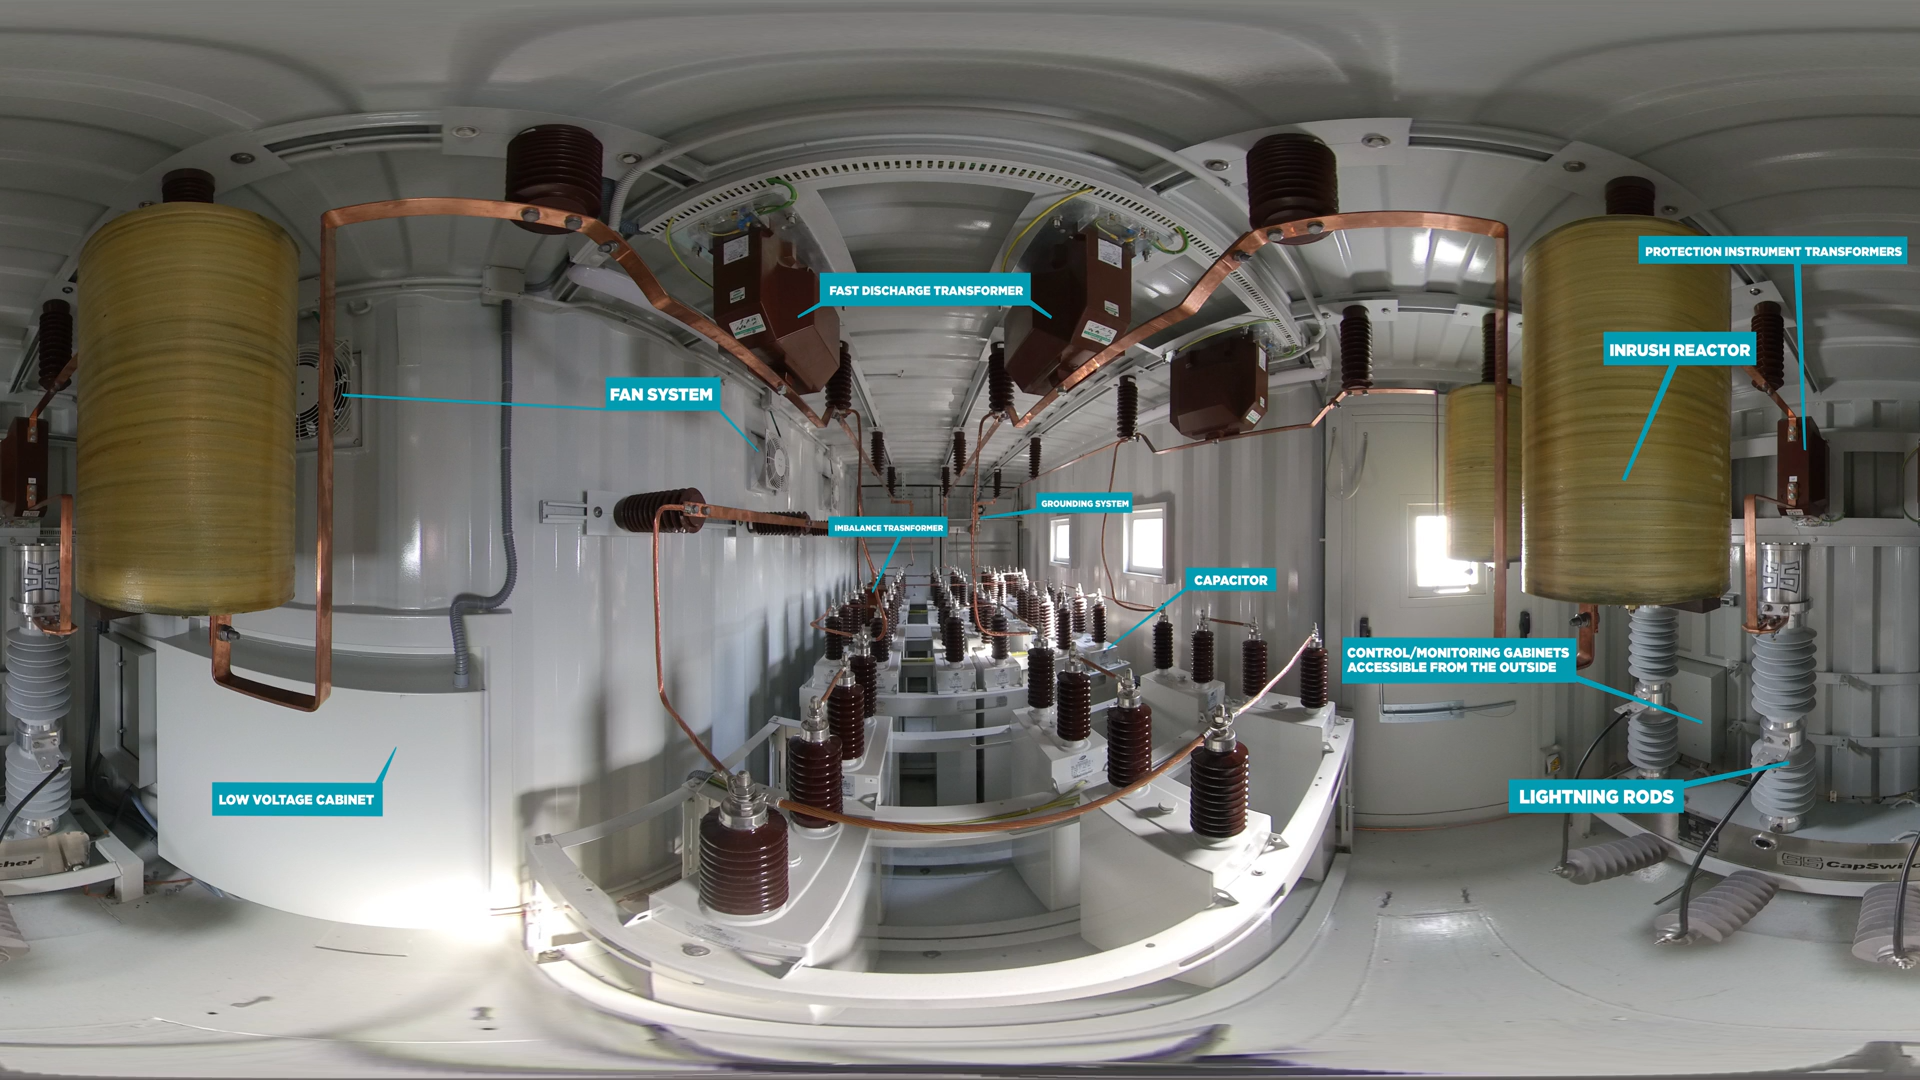 PROTECTION INSTRUMENT TRANSFORMERS
FAST DISCHARGE TRANSFORMER
INRUSH REACTOR
FAN SYSTEM
GROUNDING SYSTEM
IMBALANCE TRASNFORMER
CAPACITOR
CONTROL/MONITORING GABINETS
ACCESSIBLE FROM THE OUTSIDE
LOW VOLTAGE CABINET
LIGHTNING RODS
cher
CapSwi